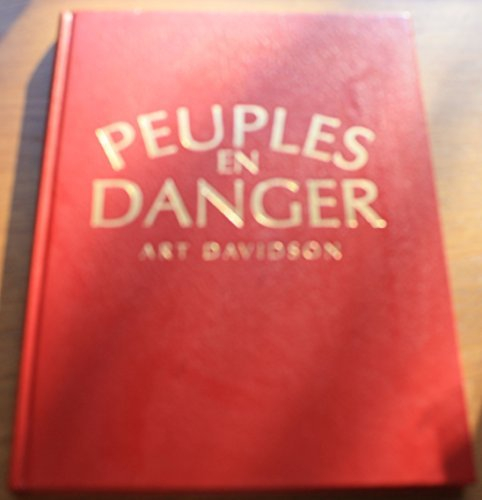 PEUPLES
EN
DANGER
ART DAVIDSON